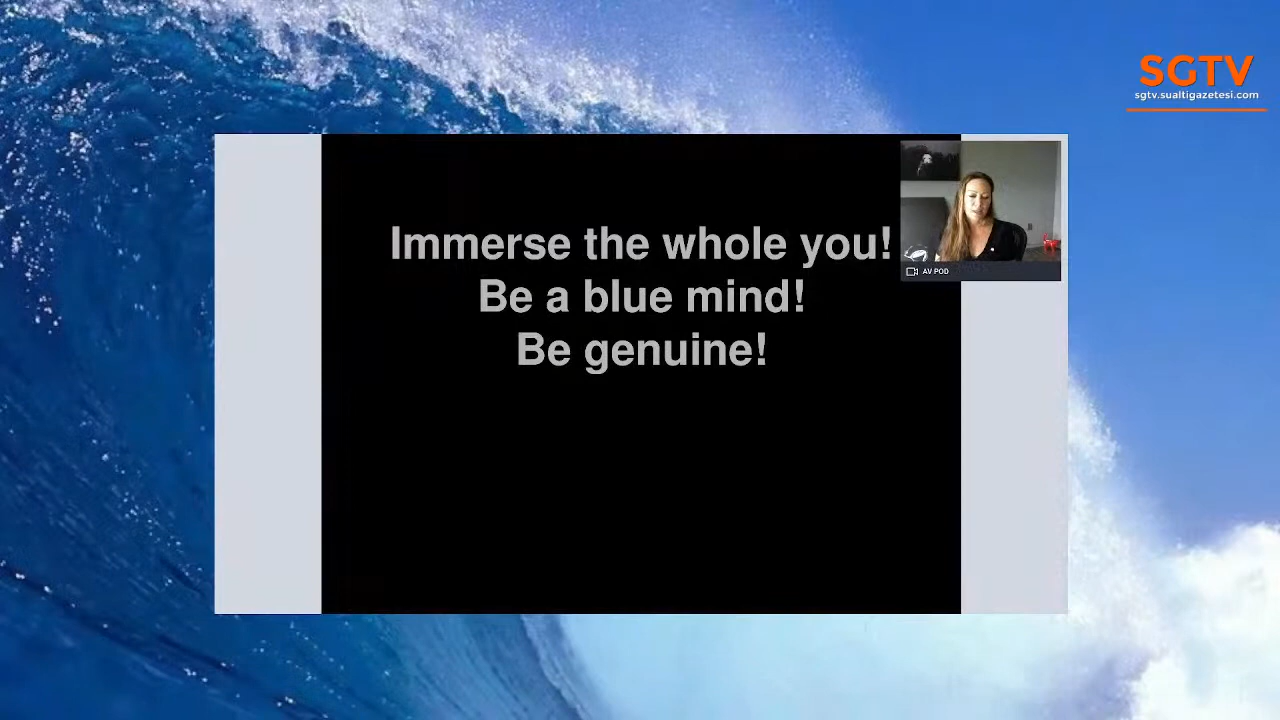 SGTV
sgtv.sualtigazetesi.com
Immerse the whole you!
Be a blue mind!
Be genuine!
AV POD